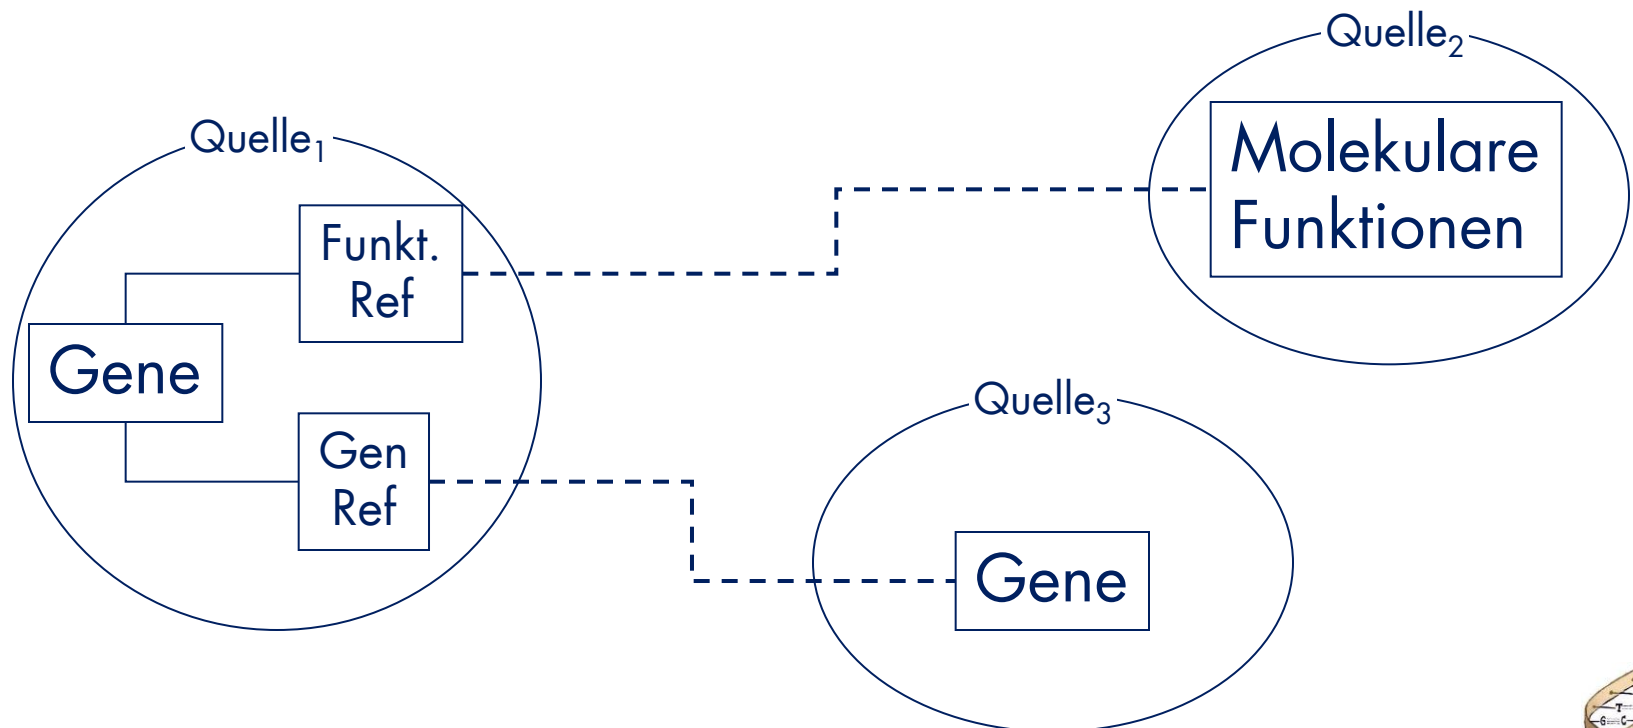 Quelle₁
Funkt.
Ref
Gene
Gen
Ref
Quelle₂
Molekulare
Funktionen
Quelle₃
Gene